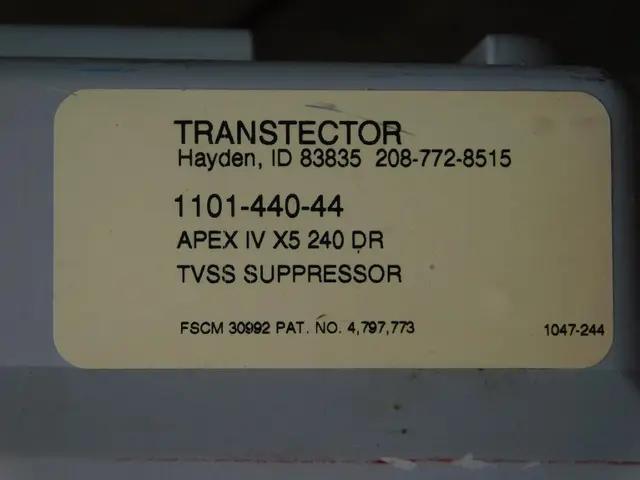 TRANSTECTOR
Hayden, ID 83835 208-772-8515
1101-440-44
APEX IV X5 240 DR
TVSS SUPPRESSOR
FSCM 30992 PAT. NO. 4,797,773
1047-244